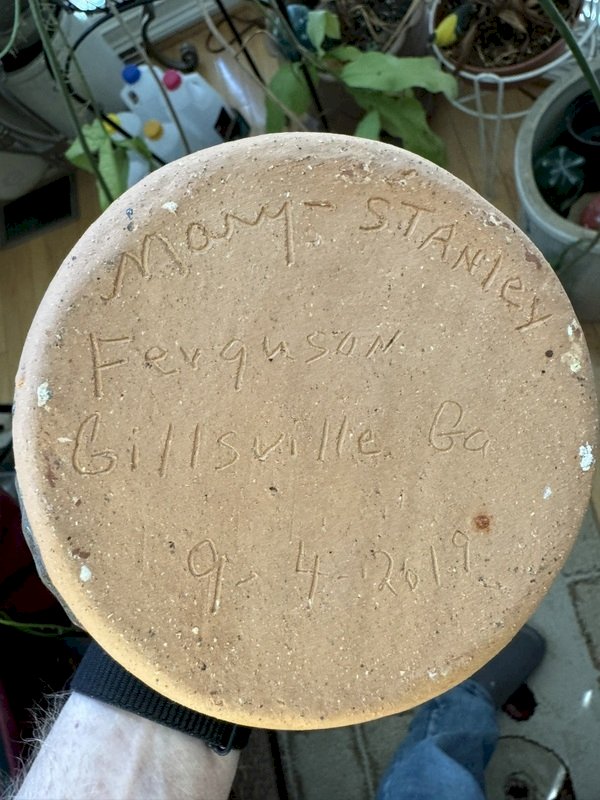 Mary - STANLEY
Ferguson
Gillsville Ga
9-4-2019